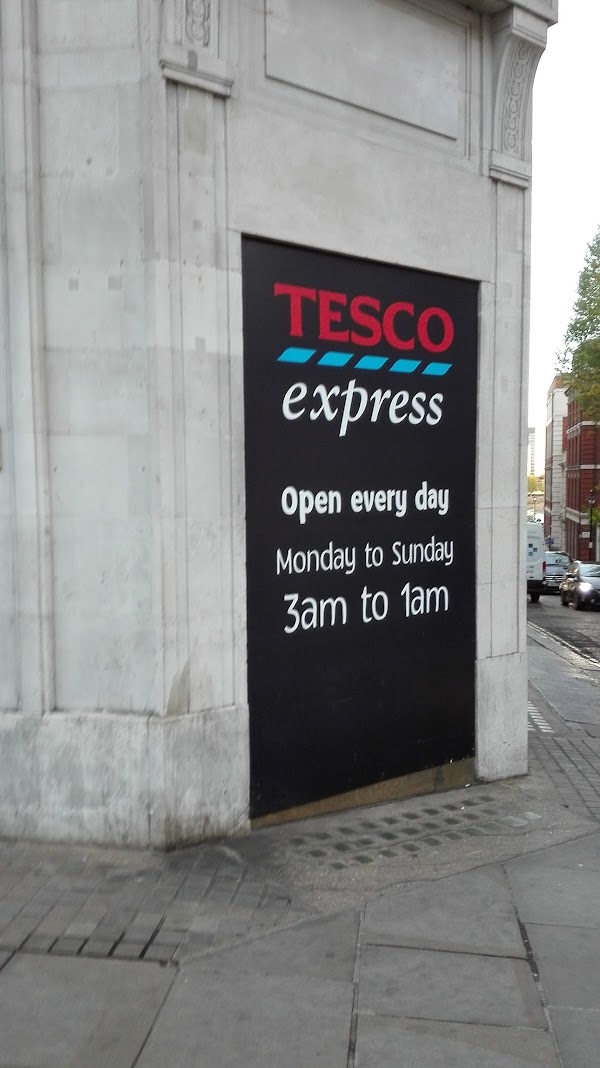 TESCO
express
Open every day
Monday to Sunday
3am to 1am